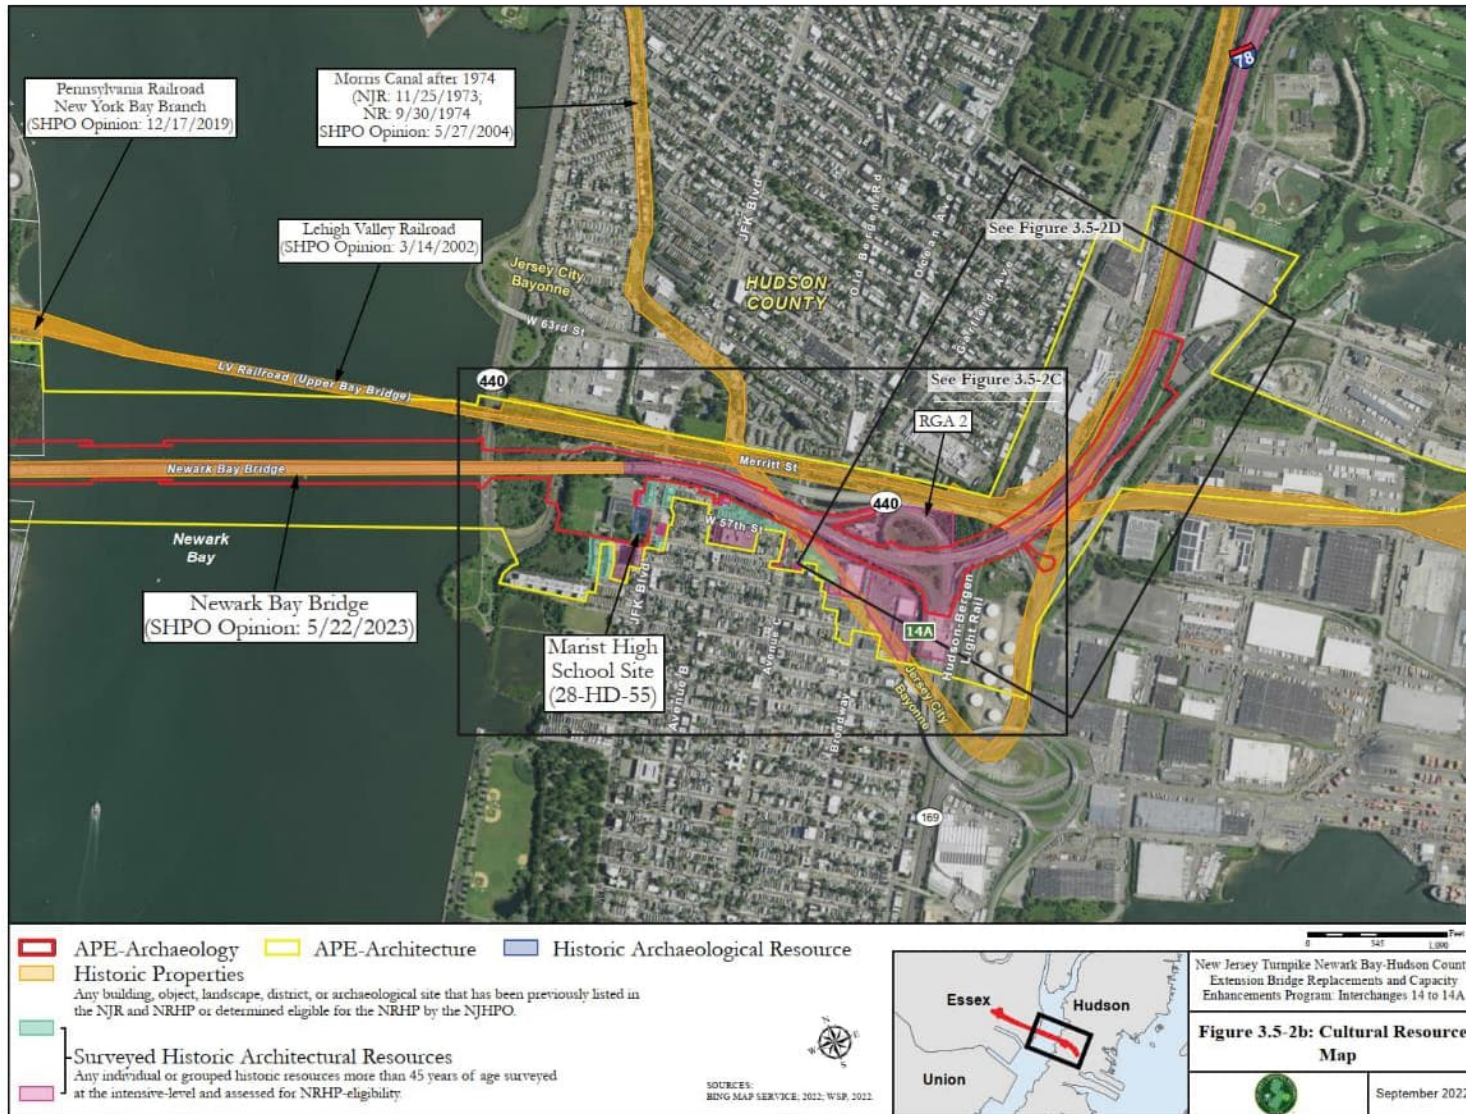 78
Pennsylvania Railroad
New York Bay Branch
(SHPO Opinion: 12/17/2019)
Morris Canal after 1974
(NJR: 11/25/1973;
NR: 9/30/1974
SHPO Opinion: 5/27/2004)
Lehigh Valley Railroad
(SHPO Opinion: 3/14/2002)
JFK Blvd
Old Bergen Rd
Ocean Ave
Garfield Ave
See Figure 3.5-2D
Jersey City
Bayonne
HUDSON
COUNTY
W 63rd St
LV Railroad (Upper Bay Bridge)
440
See Figure 3.5-2C
RGA 2
Merritt St
Newark Bay Bridge
440
W 57th St
Newark
Bay
Newark Bay Bridge
(SHPO Opinion: 5/22/2023)
JFK Blvd
Marist High
School Site
(28-HD-55)
Avenue B
Avenue C
Broadway
14A
Hudson-Bergen
Light Rail
Jersey City
Bayonne
169
APE-Archaeology
APE-Architecture
Historic Archaeological Resource
Historic Properties
Any building, object, landscape, district, or archaeological site that has been previously listed in
the NJR and NRHP or determined eligible for the NRHP by the NJHPO.
Surveyed Historic Architectural Resources
Any individual or grouped historic resources more than 45 years of age surveyed
at the intensive-level and assessed for NRHP-eligibility.
N
W E
S
SOURCES:
BING MAP SERVICE, 2022; WSP, 2022.
Essex
Hudson
Union
Feet
0 545 1,090
New Jersey Turnpike Newark Bay-Hudson County
Extension Bridge Replacements and Capacity
Enhancements Program: Interchanges 14 to 14A
Figure 3.5-2b: Cultural Resource
Map
September 2022